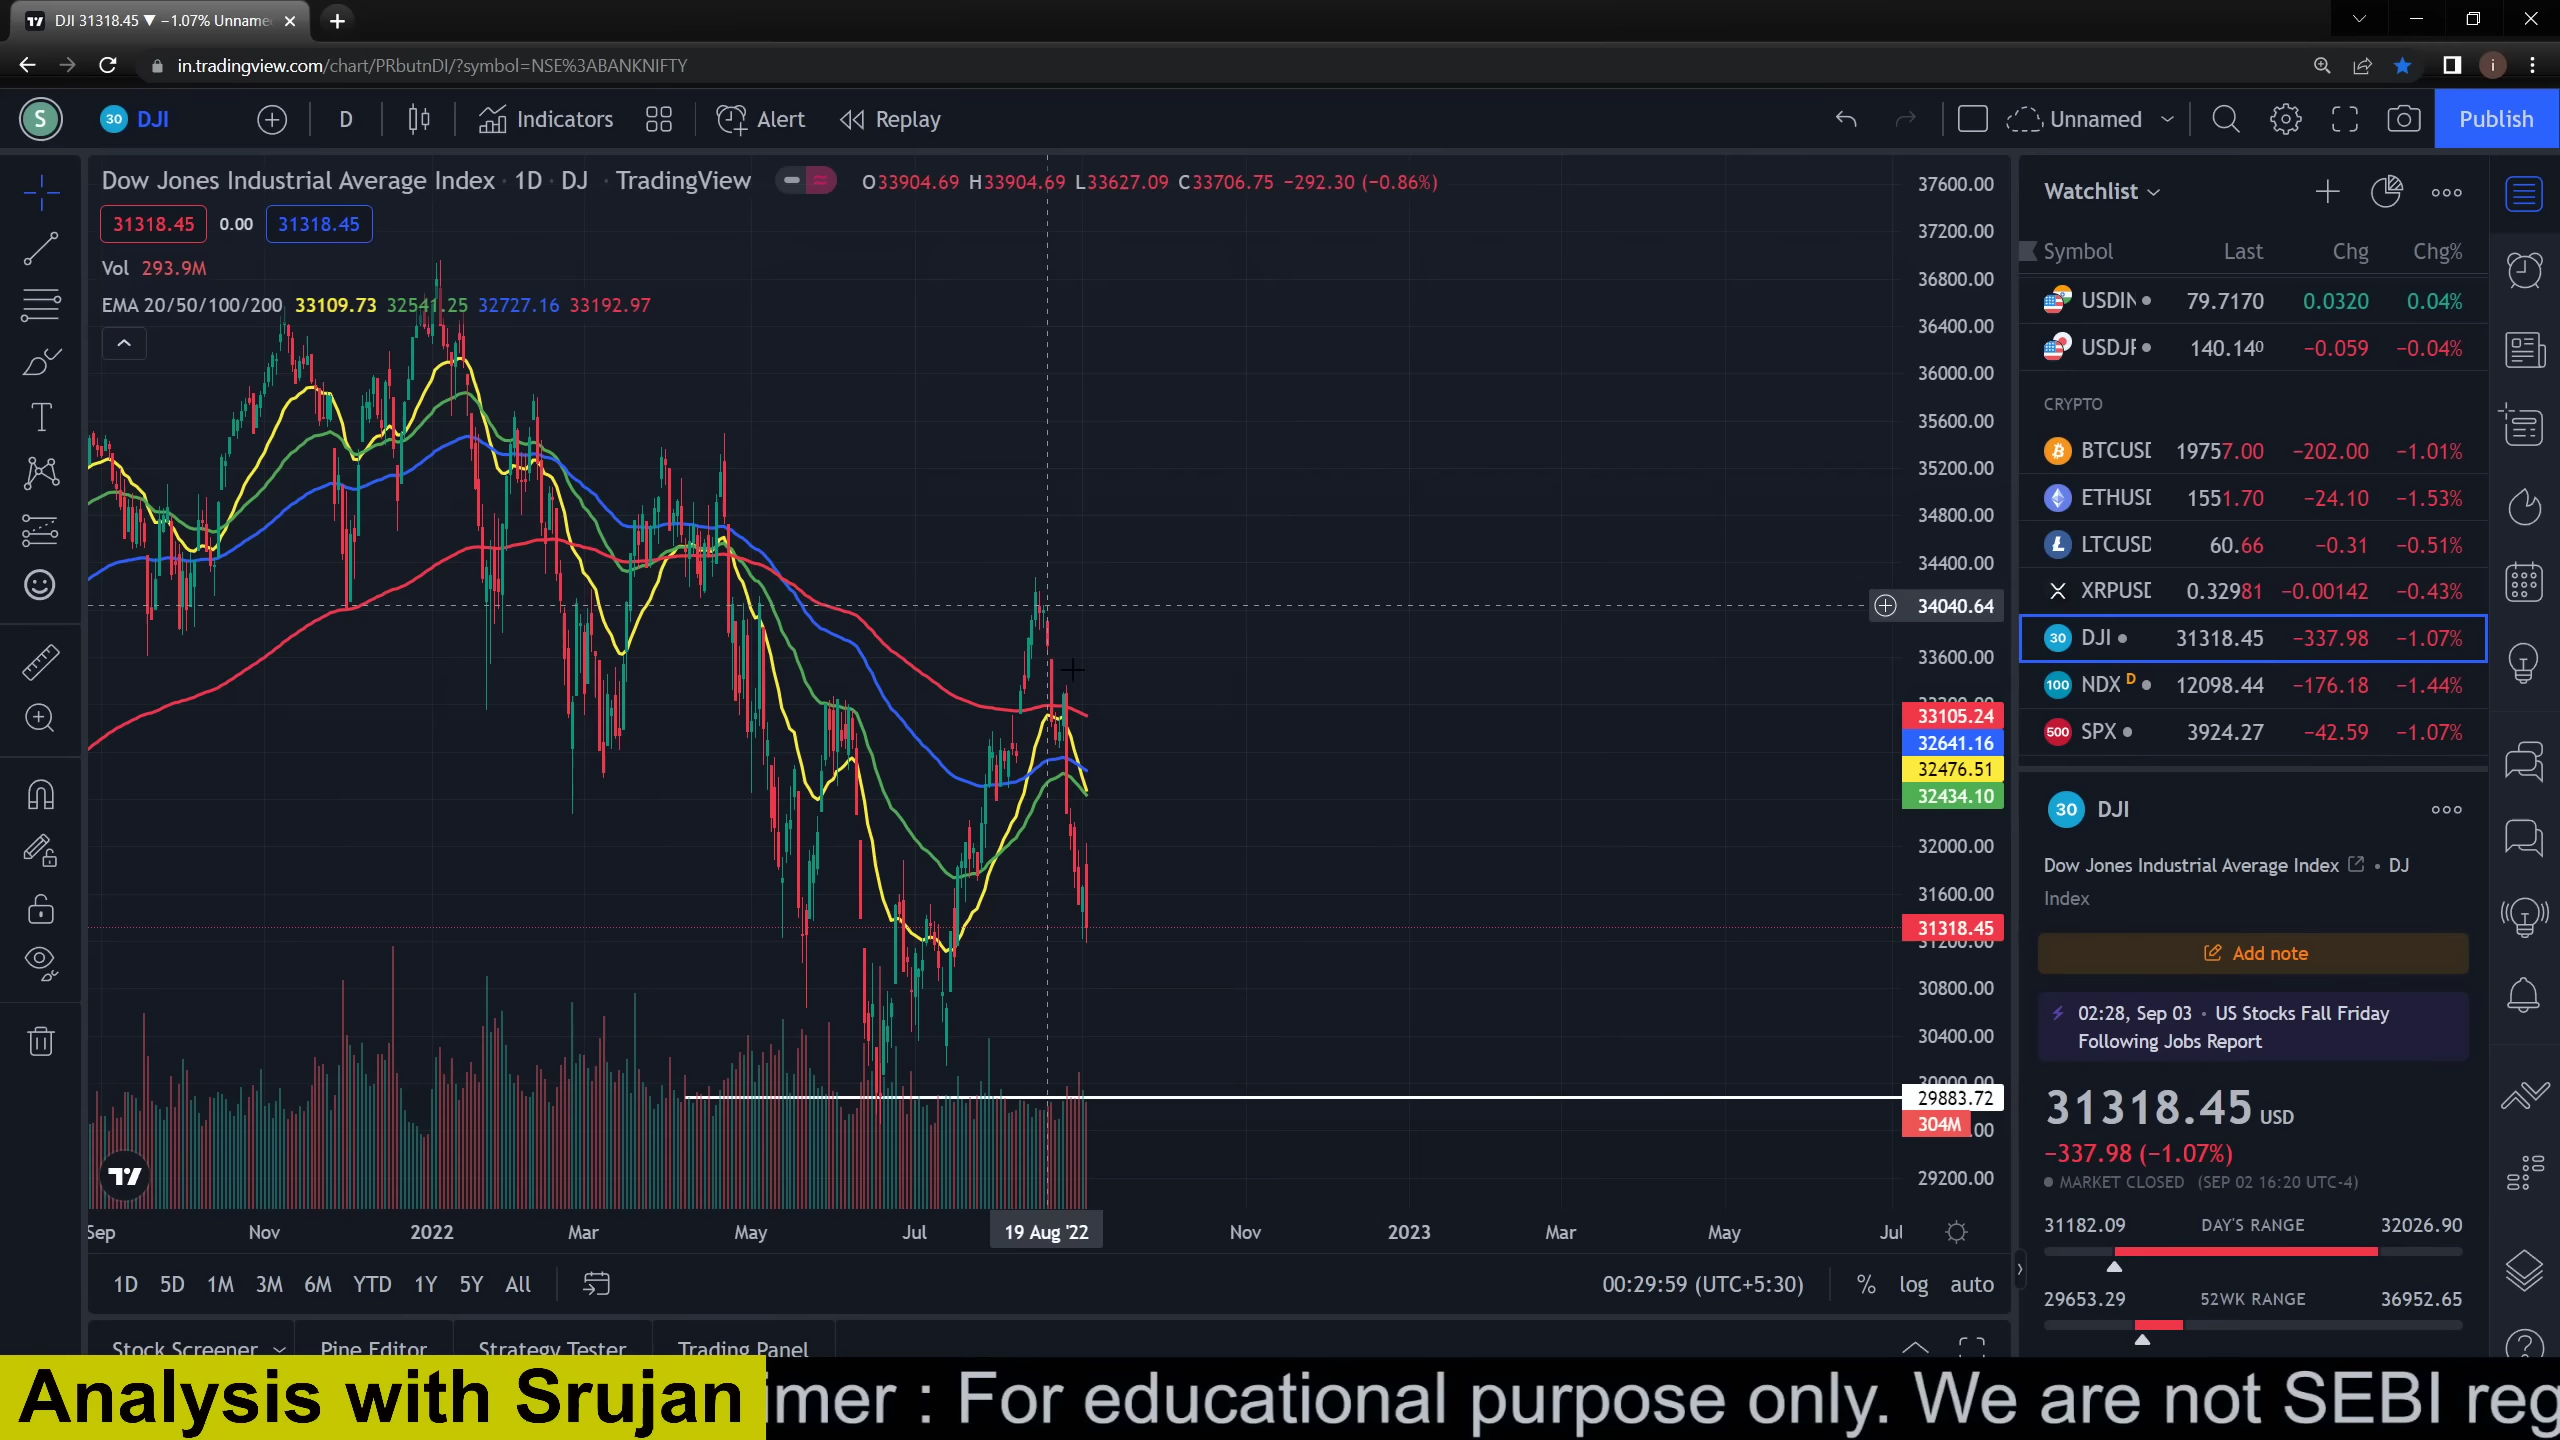 DJI 31318.45 ▼ −1.07% Unname
in.tradingview.com/chart/PRbutnDI/?symbol=NSE%3ABANKNIFTY
i
S 30 DJI D Indicators Alert Replay Unnamed Publish
Dow Jones Industrial Average Index · 1D · DJ · TradingView O33904.69 H33904.69 L33627.09 C33706.75 −292.30 (−0.86%)
31318.45 0.00 31318.45
Vol 293.9M
EMA 20/50/100/200 33109.73 32541.25 32727.16 33192.97
37600.00
37200.00
36800.00
36400.00
36000.00
35600.00
35200.00
34800.00
34400.00
34040.64
33600.00
33105.24
32641.16
32476.51
32434.10
32000.00
31600.00
31318.45
31200.00
30800.00
30400.00
30000.00
29883.72
304M
.00
29200.00
Sep Nov 2022 Mar May Jul 19 Aug '22 Nov 2023 Mar May Jul
1D 5D 1M 3M 6M YTD 1Y 5Y All 00:29:59 (UTC+5:30) % log auto
Stock Screener Pine Editor Strategy Tester Trading Panel
Watchlist
Symbol Last Chg Chg%
USDIN 79.7170 0.0320 0.04%
USDJP 140.140 −0.059 −0.04%
CRYPTO
BTCUSD 19757.00 −202.00 −1.01%
ETHUSD 1551.70 −24.10 −1.53%
LTCUSD 60.66 −0.31 −0.51%
XRPUSD 0.32981 −0.00142 −0.43%
30 DJI 31318.45 −337.98 −1.07%
100 NDX D 12098.44 −176.18 −1.44%
500 SPX 3924.27 −42.59 −1.07%
30 DJI
Dow Jones Industrial Average Index • DJ
Index
Add note
02:28, Sep 03 · US Stocks Fall Friday
Following Jobs Report
31318.45 USD
−337.98 (−1.07%)
MARKET CLOSED (SEP 02 16:20 UTC-4)
31182.09 DAY'S RANGE 32026.90
29653.29 52WK RANGE 36952.65
Analysis with Srujan imer : For educational purpose only. We are not SEBI reg